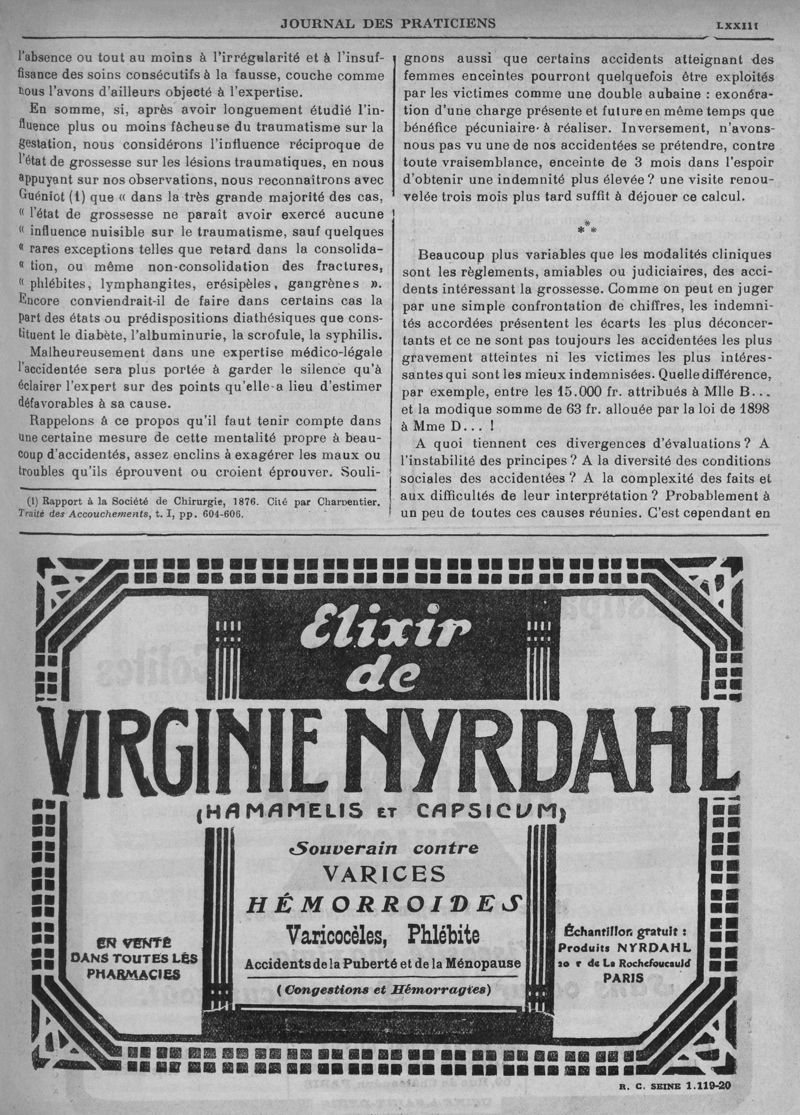 JOURNAL DES PRATICIENS
LXXIII
l'absence ou tout au moins à l'irrégularité et à l'insuf-
fisance des soins consécutifs à la fausse, couche comme
nous l'avons d'ailleurs objecté à l'expertise.
En somme, si, après avoir longuement étudié l'in-
fluence plus ou moins fâcheuse du traumatisme sur la
gestation, nous considérons l'influence réciproque de
l'état de grossesse sur les lésions traumatiques, en nous
appuyant sur nos observations, nous reconnaîtrons avec
Guéniot (1) que « dans la très grande majorité des cas,
« l'état de grossesse ne paraît avoir exercé aucune
« influence nuisible sur le traumatisme, sauf quelques
« rares exceptions telles que retard dans la consolida-
« tion, ou même non-consolidation des fractures,
« phlébites, lymphangites, erésipèles, gangrènes ».
Encore conviendrait-il de faire dans certains cas la
part des états ou prédispositions diathésiques que cons-
tituent le diabète, l'albuminurie, la scrofule, la syphilis.
Malheureusement dans une expertise médico-légale
l'accidentée sera plus portée à garder le silence qu'à
éclairer l'expert sur des points qu'elle a lieu d'estimer
défavorables à sa cause.
Rappelons à ce propos qu'il faut tenir compte dans
une certaine mesure de cette mentalité propre à beau-
coup d'accidentés, assez enclins à exagérer les maux ou
troubles qu'ils éprouvent ou croient éprouver. Souli-
(1) Rapport à la Société de Chirurgie, 1876. Cité par Charpentier.
Traité des Accouchements, t. I, pp. 604-606.
gnons aussi que certains accidents atteignant des
femmes enceintes pourront quelquefois être exploités
par les victimes comme une double aubaine : exonéra-
tion d'une charge présente et future en même temps que
bénéfice pécuniaire à réaliser. Inversement, n'avons-
nous pas vu une de nos accidentées se prétendre, contre
toute vraisemblance, enceinte de 3 mois dans l'espoir
d'obtenir une indemnité plus élevée ? une visite renou-
velée trois mois plus tard suffit à déjouer ce calcul.
*
* *
Beaucoup plus variables que les modalités cliniques
sont les règlements, amiables ou judiciaires, des acci-
dents intéressant la grossesse. Comme on peut en juger
par une simple confrontation de chiffres, les indemni-
tés accordées présentent les écarts les plus déconcer-
tants et ce ne sont pas toujours les accidentées les plus
gravement atteintes ni les victimes les plus intéres-
santes qui sont les mieux indemnisées. Quelle différence,
par exemple, entre les 15.000 fr. attribués à Mlle B...
et la modique somme de 63 fr. allouée par la loi de 1898
à Mme D... !
A quoi tiennent ces divergences d'évaluations ? A
l'instabilité des principes ? A la diversité des conditions
sociales des accidentées ? A la complexité des faits et
aux difficultés de leur interprétation ? Probablement à
un peu de toutes ces causes réunies. C'est cependant en
Elixir
de
VIRGINIE NYRDAHL
(HAMAMELIS ET CAPSICUM)
Souverain contre
VARICES
HÉMORROIDES
Varicocèles, Phlébite
Accidents de la Puberté et de la Ménopause
(Congestions et Hémorragies)
EN VENTE
DANS TOUTES LES
PHARMACIES
Échantillon gratuit :
Produits NYRDAHL
20 r de La Rochefoucauld
PARIS
R. C. SEINE 1.119-20